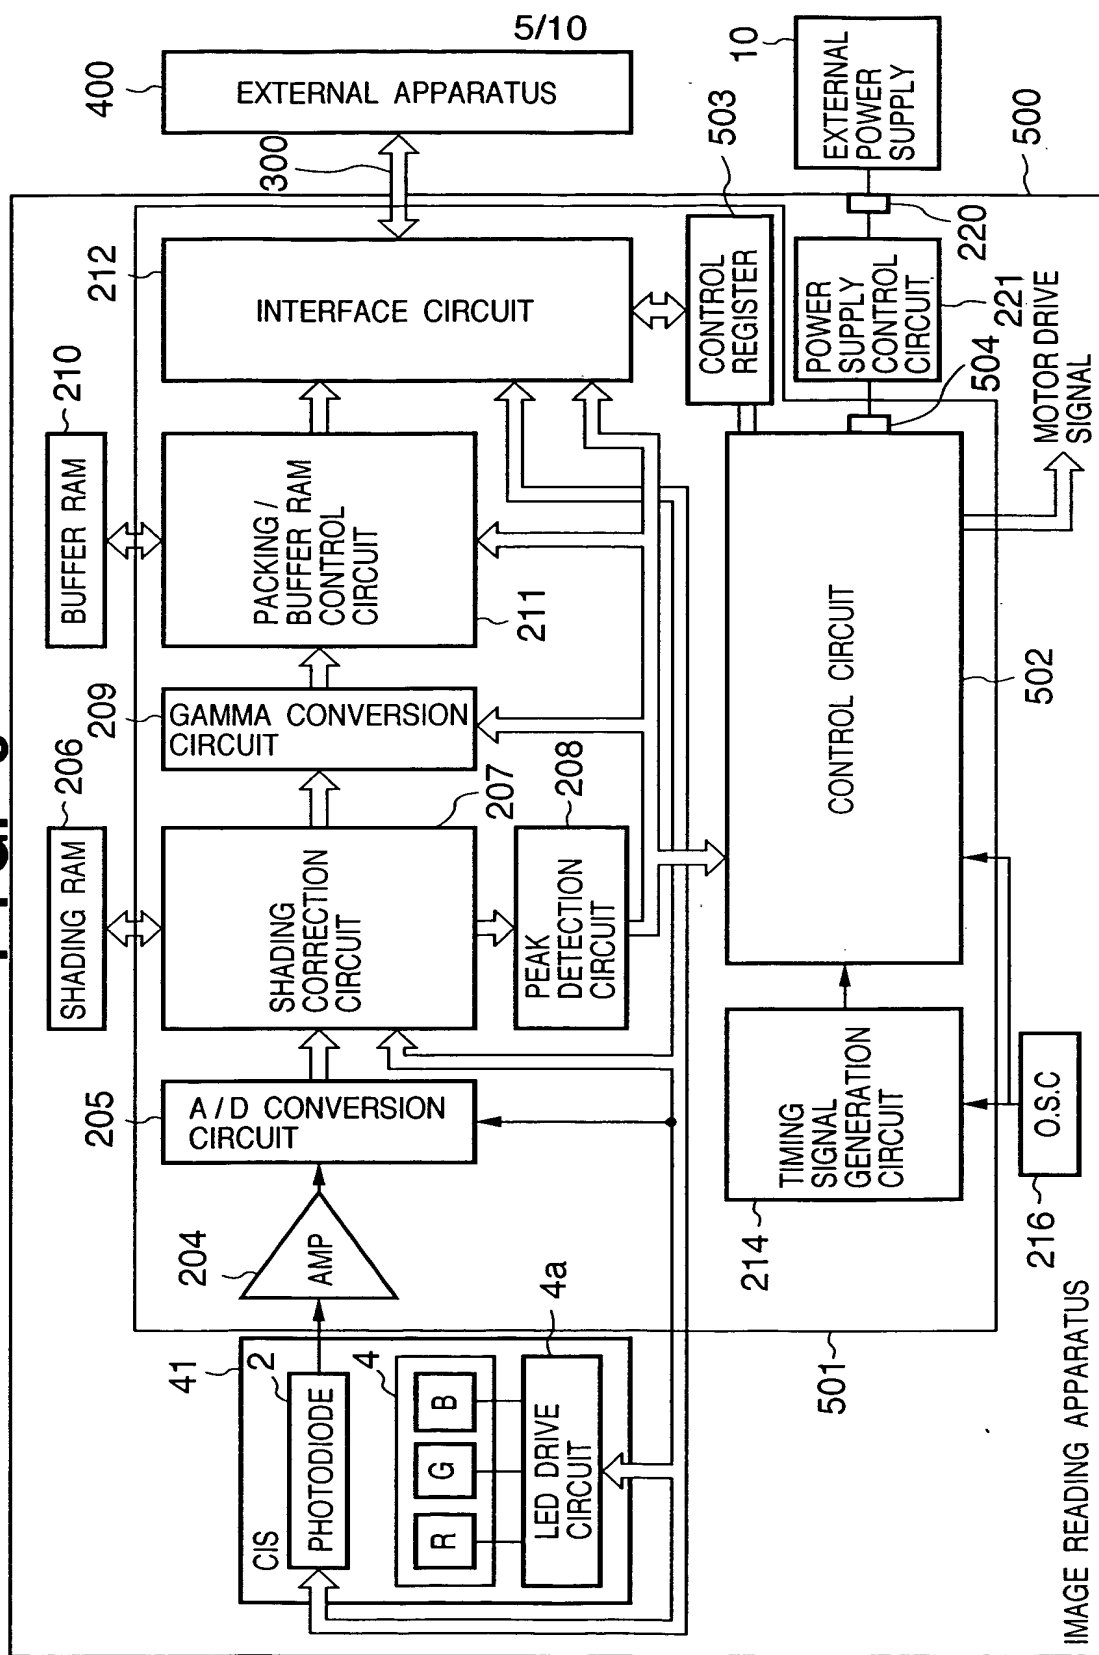 5/10
400
EXTERNAL APPARATUS
300
10
EXTERNAL
POWER
SUPPLY
500
503
212
INTERFACE CIRCUIT
CONTROL
REGISTER
220
221
POWER
SUPPLY
CONTROL
CIRCUIT
504
MOTOR DRIVE
SIGNAL
210
BUFFER RAM
PACKING/
BUFFER RAM
CONTROL
CIRCUIT
211
209
GAMMA CONVERSION
CIRCUIT
206
SHADING RAM
207
SHADING
CORRECTION
CIRCUIT
208
PEAK
DETECTION
CIRCUIT
CONTROL CIRCUIT
502
205
A/D CONVERSION
CIRCUIT
204
AMP
TIMING
SIGNAL
GENERATION
CIRCUIT
214
O.S.C
216
41
CIS
2
PHOTODIODE
4
R
G
B
4a
LED DRIVE
CIRCUIT
501
IMAGE READING APPARATUS